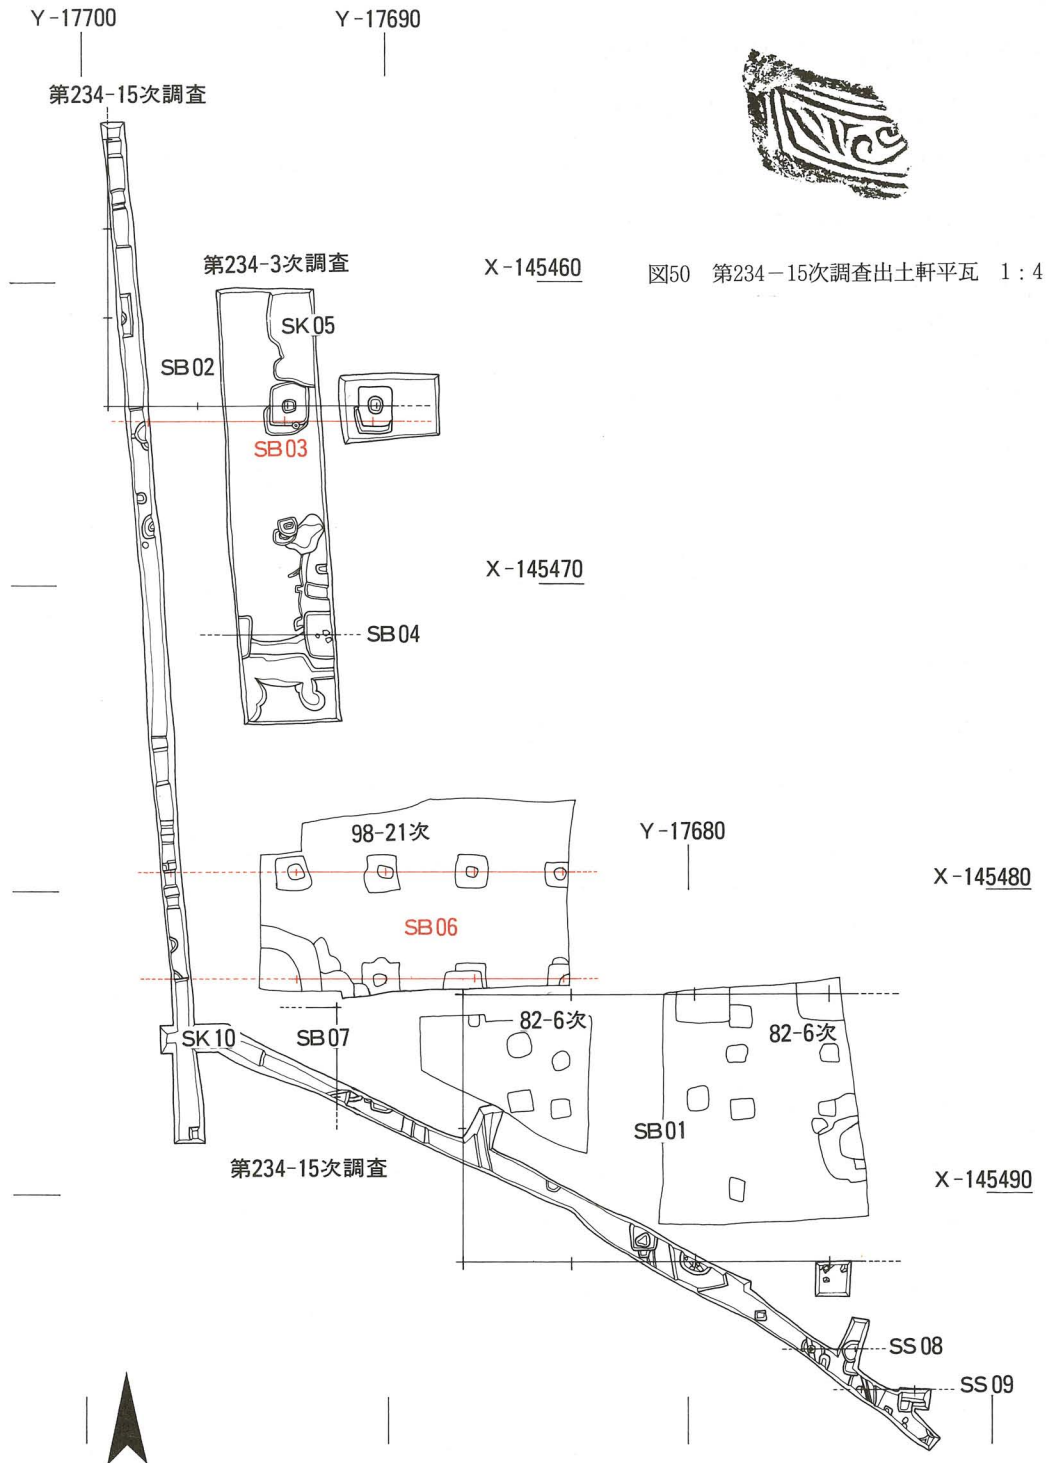 Y-17700
Y-17690
第234-15次調査
第234-3次調査
X-145460
図50 第234-15次調査出土軒平瓦 1:4
SK05
SB02
SB03
X-145470
SB04
98-21次
Y-17680
X-145480
SB06
82-6次
82-6次
SK10
SB07
SB01
第234-15次調査
X-145490
SS08
SS09